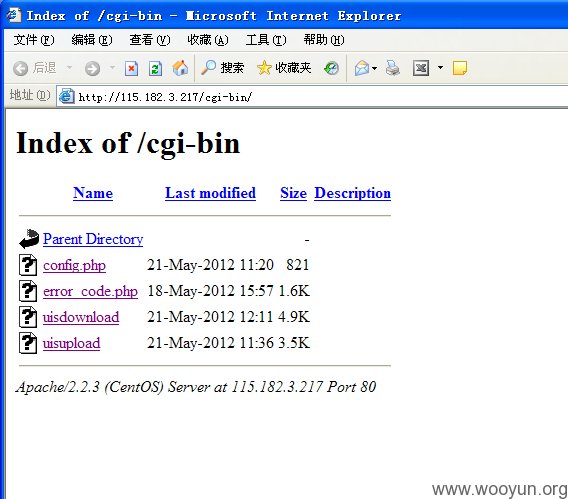 Index of /cgi-bin - Microsoft Internet Explorer
文件(F) 编辑(E) 查看(V) 收藏(A) 工具(T) 帮助(H)
后退 搜索 收藏夹
地址(D) http://115.182.3.217/cgi-bin/
Index of /cgi-bin
Name Last modified Size Description
Parent Directory -
config.php 21-May-2012 11:20 821
error_code.php 18-May-2012 15:57 1.6K
uisdownload 21-May-2012 12:11 4.9K
uisupload 21-May-2012 11:36 3.5K
Apache/2.2.3 (CentOS) Server at 115.182.3.217 Port 80
www.wooyun.org